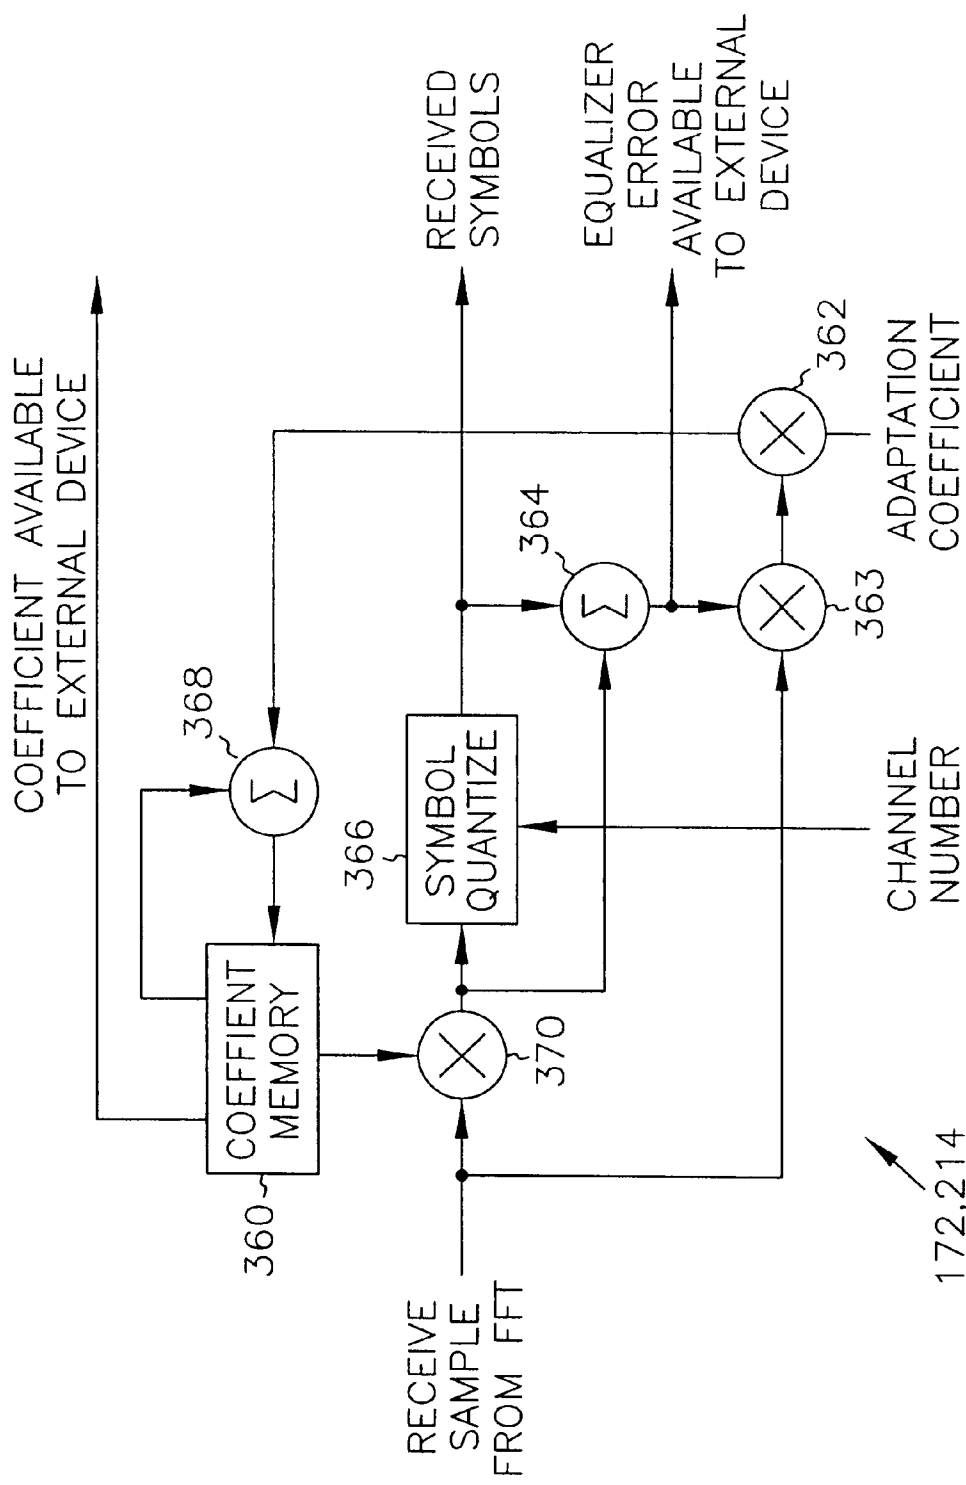 COEFFICIENT AVAILABLE
TO EXTERNAL DEVICE
368
360
COEFFIENT
MEMORY
RECEIVED
SYMBOLS
366
SYMBOL
QUANTIZE
RECEIVE
SAMPLE
FROM FFT
370
364
EQUALIZER
ERROR
AVAILABLE
TO EXTERNAL
DEVICE
362
363
CHANNEL
NUMBER
ADAPTATION
COEFFICIENT
172,214